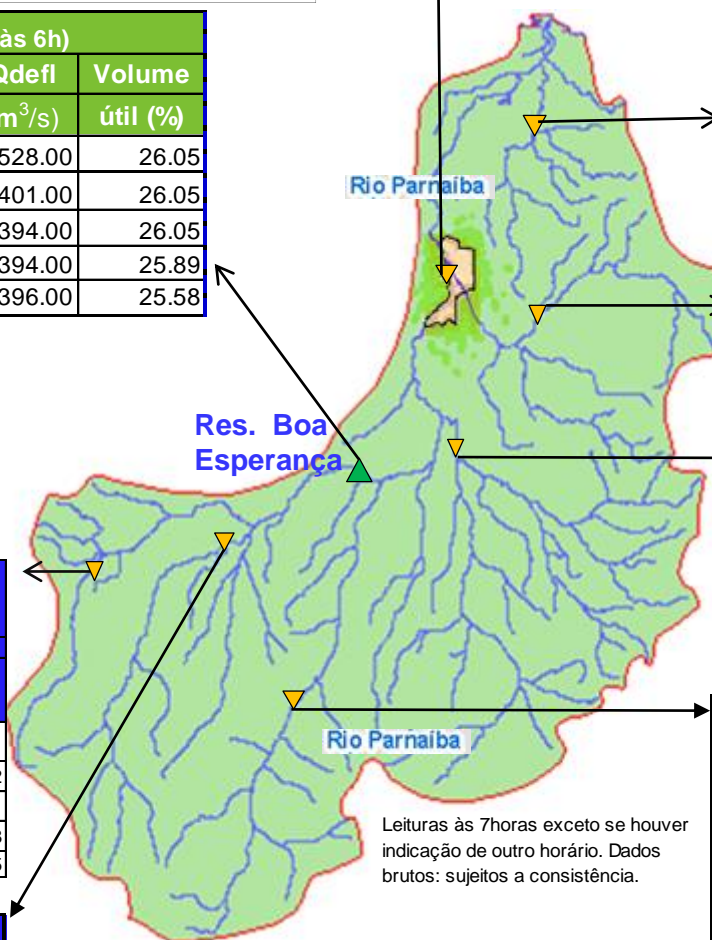 às 6h)
Qdefl Volume
m³/s) útil (%)
528.00 26.05
401.00 26.05
394.00 26.05
394.00 25.89
396.00 25.58
Rio Parnaíba
Res. Boa
Esperança
Rio Parnaíba
Leituras às 7horas exceto se houver
indicação de outro horário. Dados
brutos: sujeitos a consistência.